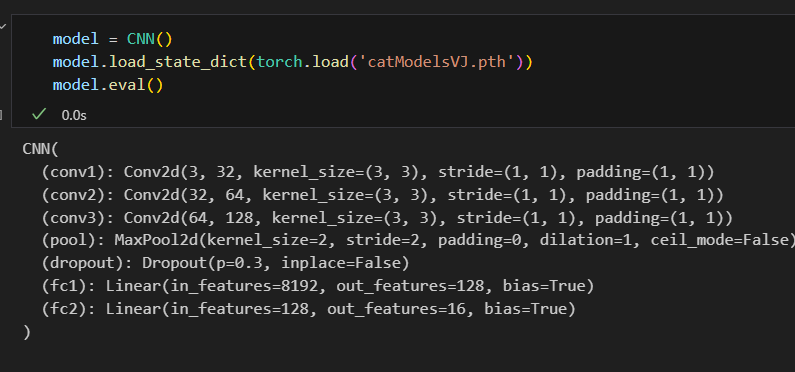 model = CNN()
model.load_state_dict(torch.load('catModelsVJ.pth'))
model.eval()
0.0s
CNN(
  (conv1): Conv2d(3, 32, kernel_size=(3, 3), stride=(1, 1), padding=(1, 1))
  (conv2): Conv2d(32, 64, kernel_size=(3, 3), stride=(1, 1), padding=(1, 1))
  (conv3): Conv2d(64, 128, kernel_size=(3, 3), stride=(1, 1), padding=(1, 1))
  (pool): MaxPool2d(kernel_size=2, stride=2, padding=0, dilation=1, ceil_mode=False)
  (dropout): Dropout(p=0.3, inplace=False)
  (fc1): Linear(in_features=8192, out_features=128, bias=True)
  (fc2): Linear(in_features=128, out_features=16, bias=True)
)